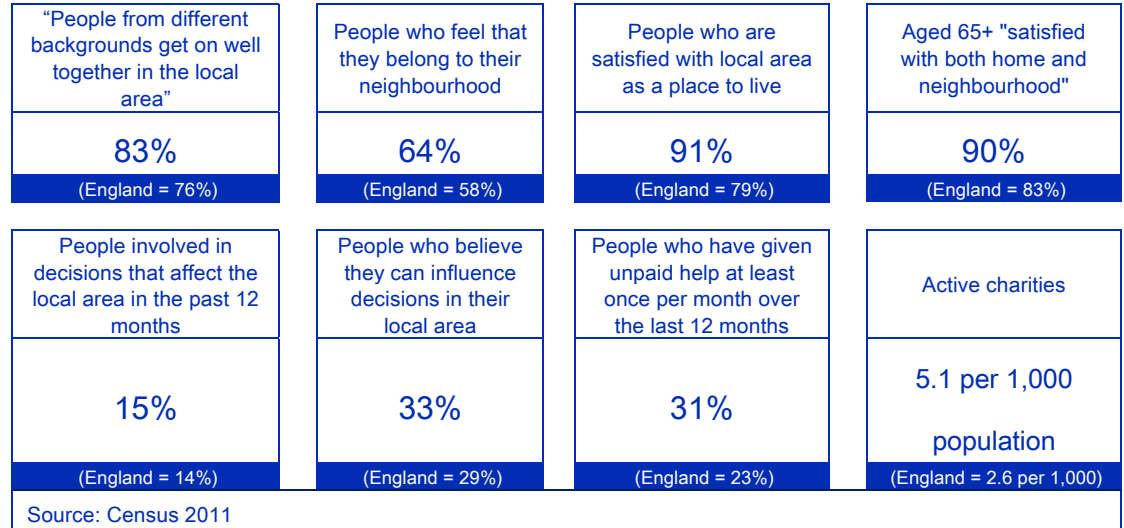 “People from different
backgrounds get on well
together in the local
area”
83%
(England = 76%)
People who feel that
they belong to their
neighbourhood
64%
(England = 58%)
People who are
satisfied with local area
as a place to live
91%
(England = 79%)
Aged 65+ "satisfied
with both home and
neighbourhood"
90%
(England = 83%)
People involved in
decisions that affect the
local area in the past 12
months
15%
(England = 14%)
People who believe
they can influence
decisions in their
local area
33%
(England = 29%)
People who have given
unpaid help at least
once per month over
the last 12 months
31%
(England = 23%)
Active charities
5.1 per 1,000
population
(England = 2.6 per 1,000)
Source: Census 2011